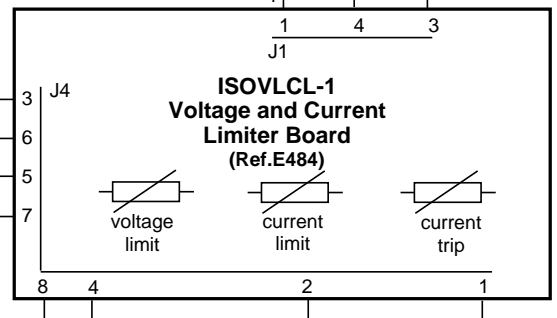 1 4 3
J1
J4
ISOVLCL-1
Voltage and Current
Limiter Board
(Ref.E484)
3
6
5
7
voltage
limit
current
limit
current
trip
8 4 2 1